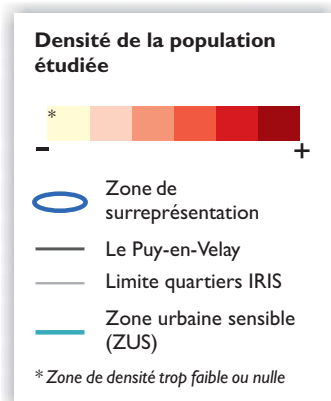 Densité de la population
étudiée
*
- +
Zone de
surreprésentation
Le Puy-en-Velay
Limite quartiers IRIS
Zone urbaine sensible
(ZUS)
* Zone de densité trop faible ou nulle